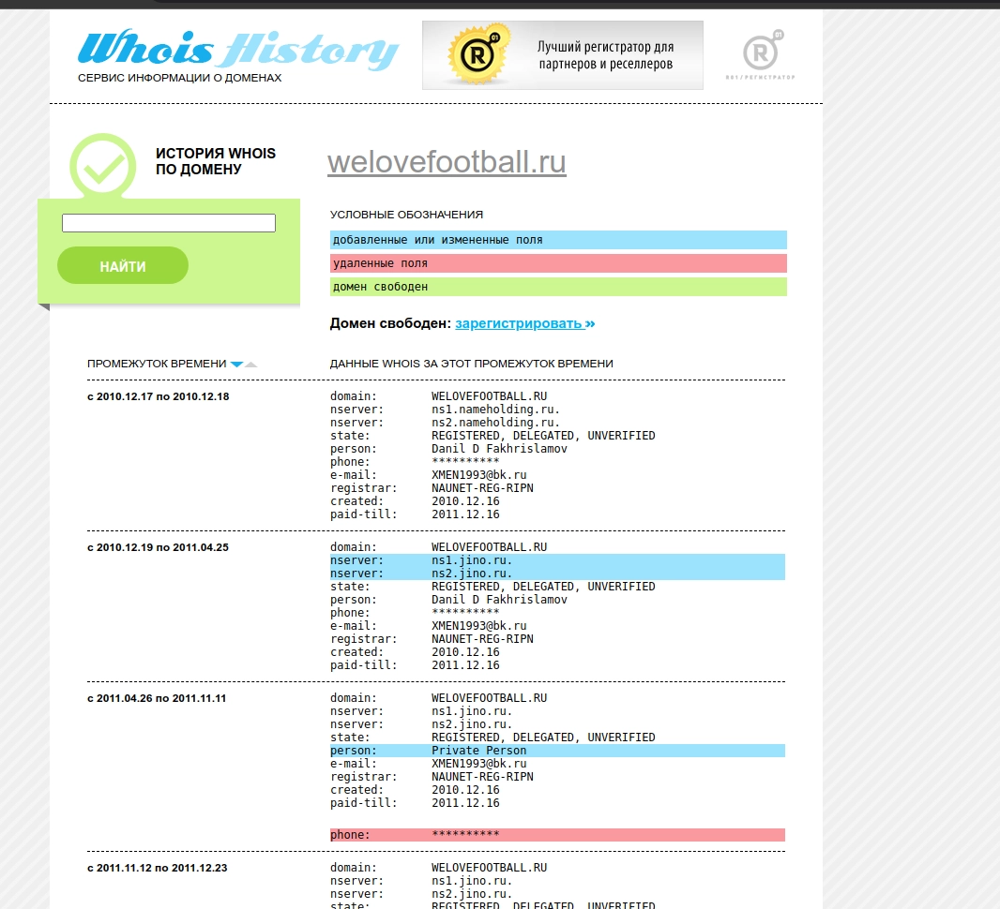 Whois History
СЕРВИС ИНФОРМАЦИИ О ДОМЕНАХ
R 01
Лучший регистратор для
партнеров и реселлеров
R 01
R01/РЕГИСТРАТОР
ИСТОРИЯ WHOIS
ПО ДОМЕНУ
НАЙТИ
welovefootball.ru
УСЛОВНЫЕ ОБОЗНАЧЕНИЯ
добавленные или измененные поля
удаленные поля
домен свободен
Домен свободен: зарегистрировать »
ПРОМЕЖУТОК ВРЕМЕНИ
ДАННЫЕ WHOIS ЗА ЭТОТ ПРОМЕЖУТОК ВРЕМЕНИ
с 2010.12.17 по 2010.12.18
domain: WELOVEFOOTBALL.RU
nserver: ns1.nameholding.ru.
nserver: ns2.nameholding.ru.
state: REGISTERED, DELEGATED, UNVERIFIED
person: Danil D Fakhrislamov
phone: **********
e-mail: XMEN1993@bk.ru
registrar: NAUNET-REG-RIPN
created: 2010.12.16
paid-till: 2011.12.16
с 2010.12.19 по 2011.04.25
domain: WELOVEFOOTBALL.RU
nserver: ns1.jino.ru.
nserver: ns2.jino.ru.
state: REGISTERED, DELEGATED, UNVERIFIED
person: Danil D Fakhrislamov
phone: **********
e-mail: XMEN1993@bk.ru
registrar: NAUNET-REG-RIPN
created: 2010.12.16
paid-till: 2011.12.16
с 2011.04.26 по 2011.11.11
domain: WELOVEFOOTBALL.RU
nserver: ns1.jino.ru.
nserver: ns2.jino.ru.
state: REGISTERED, DELEGATED, UNVERIFIED
person: Private Person
e-mail: XMEN1993@bk.ru
registrar: NAUNET-REG-RIPN
created: 2010.12.16
paid-till: 2011.12.16
phone: **********
с 2011.11.12 по 2011.12.23
domain: WELOVEFOOTBALL.RU
nserver: ns1.jino.ru.
nserver: ns2.jino.ru.
state: REGISTERED, DELEGATED, UNVERIFIED